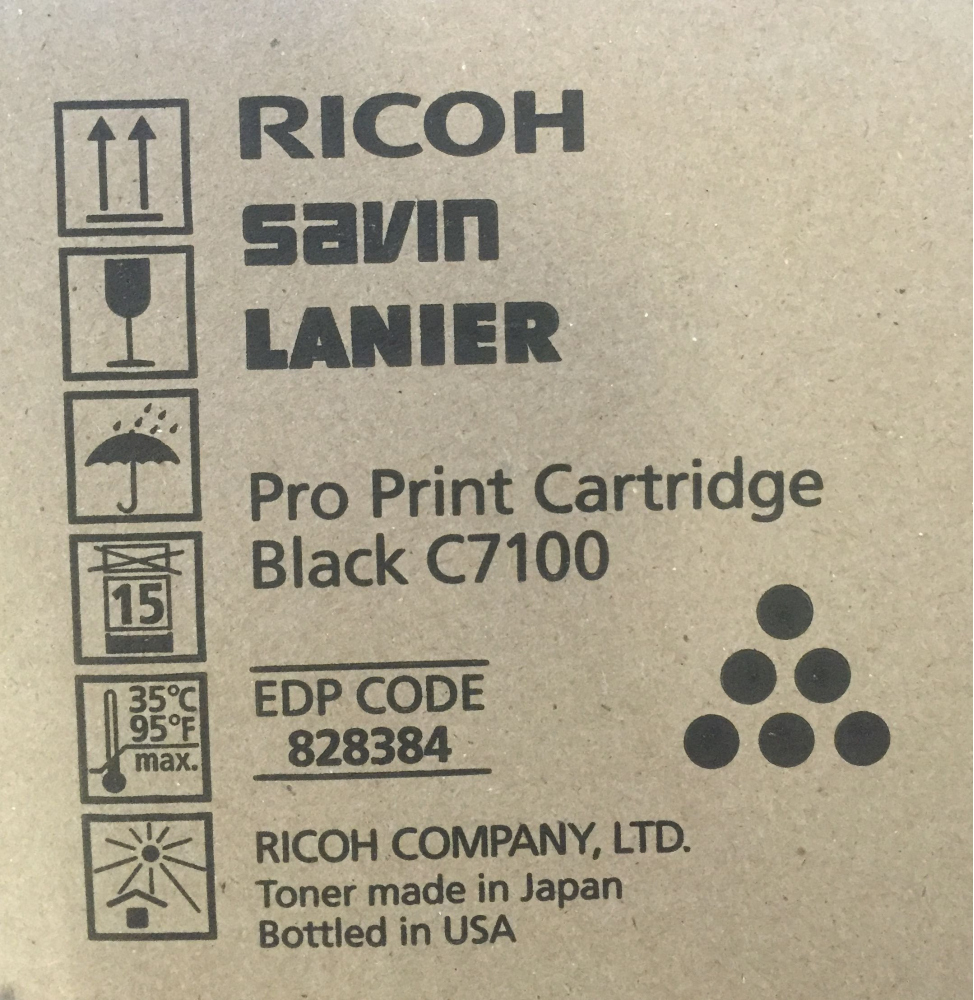 RICOH
savin
LANIER
Pro Print Cartridge
Black C7100
15
EDP CODE
828384
35°C
95°F
max.
RICOH COMPANY, LTD.
Toner made in Japan
Bottled in USA